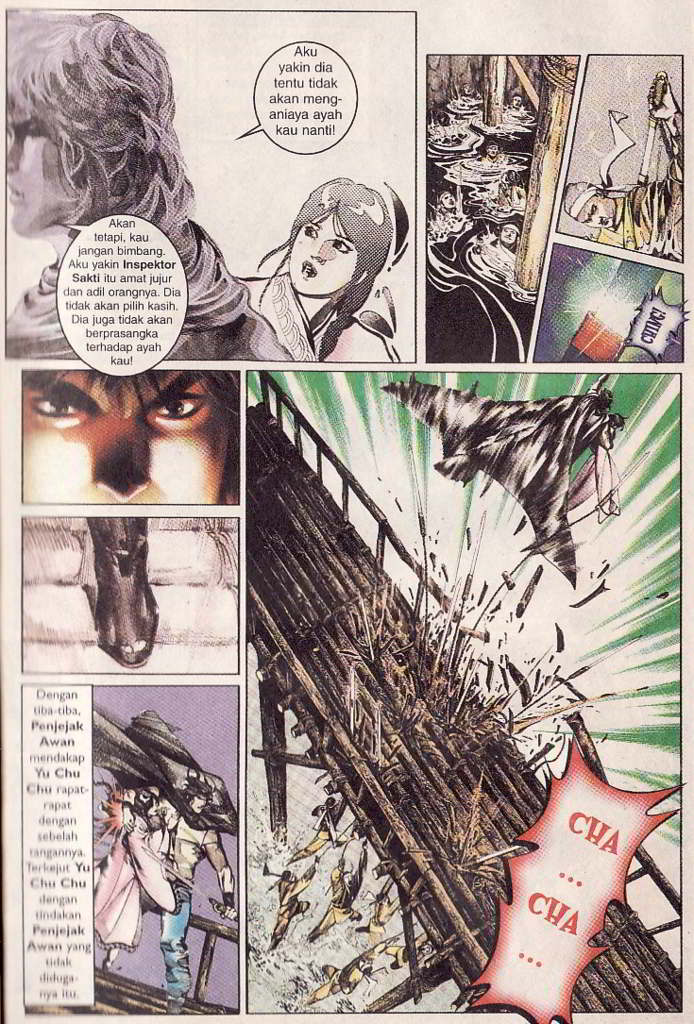 Aku
yakin dia
tentu tidak
akan meng-
aniaya ayah
kau nanti!
Akan
tetapi, kau
jangan bimbang.
Aku yakin Inspektor
Sakti itu amat jujur
dan adil orangnya. Dia
tidak akan pilih kasih.
Dia juga tidak akan
berprasangka
terhadap ayah
kau!
CHING!
Dengan
tiba-tiba,
Penjejak
Awan
mendakap
Yu Chu
Chu rapat-
rapat
dengan
sebelah
tangannya.
Terkejut Yu
Chu Chu
dengan
tindakan
Penjejak
Awan yang
tidak
diduga-
nya itu.
CHA
...
CHA
...